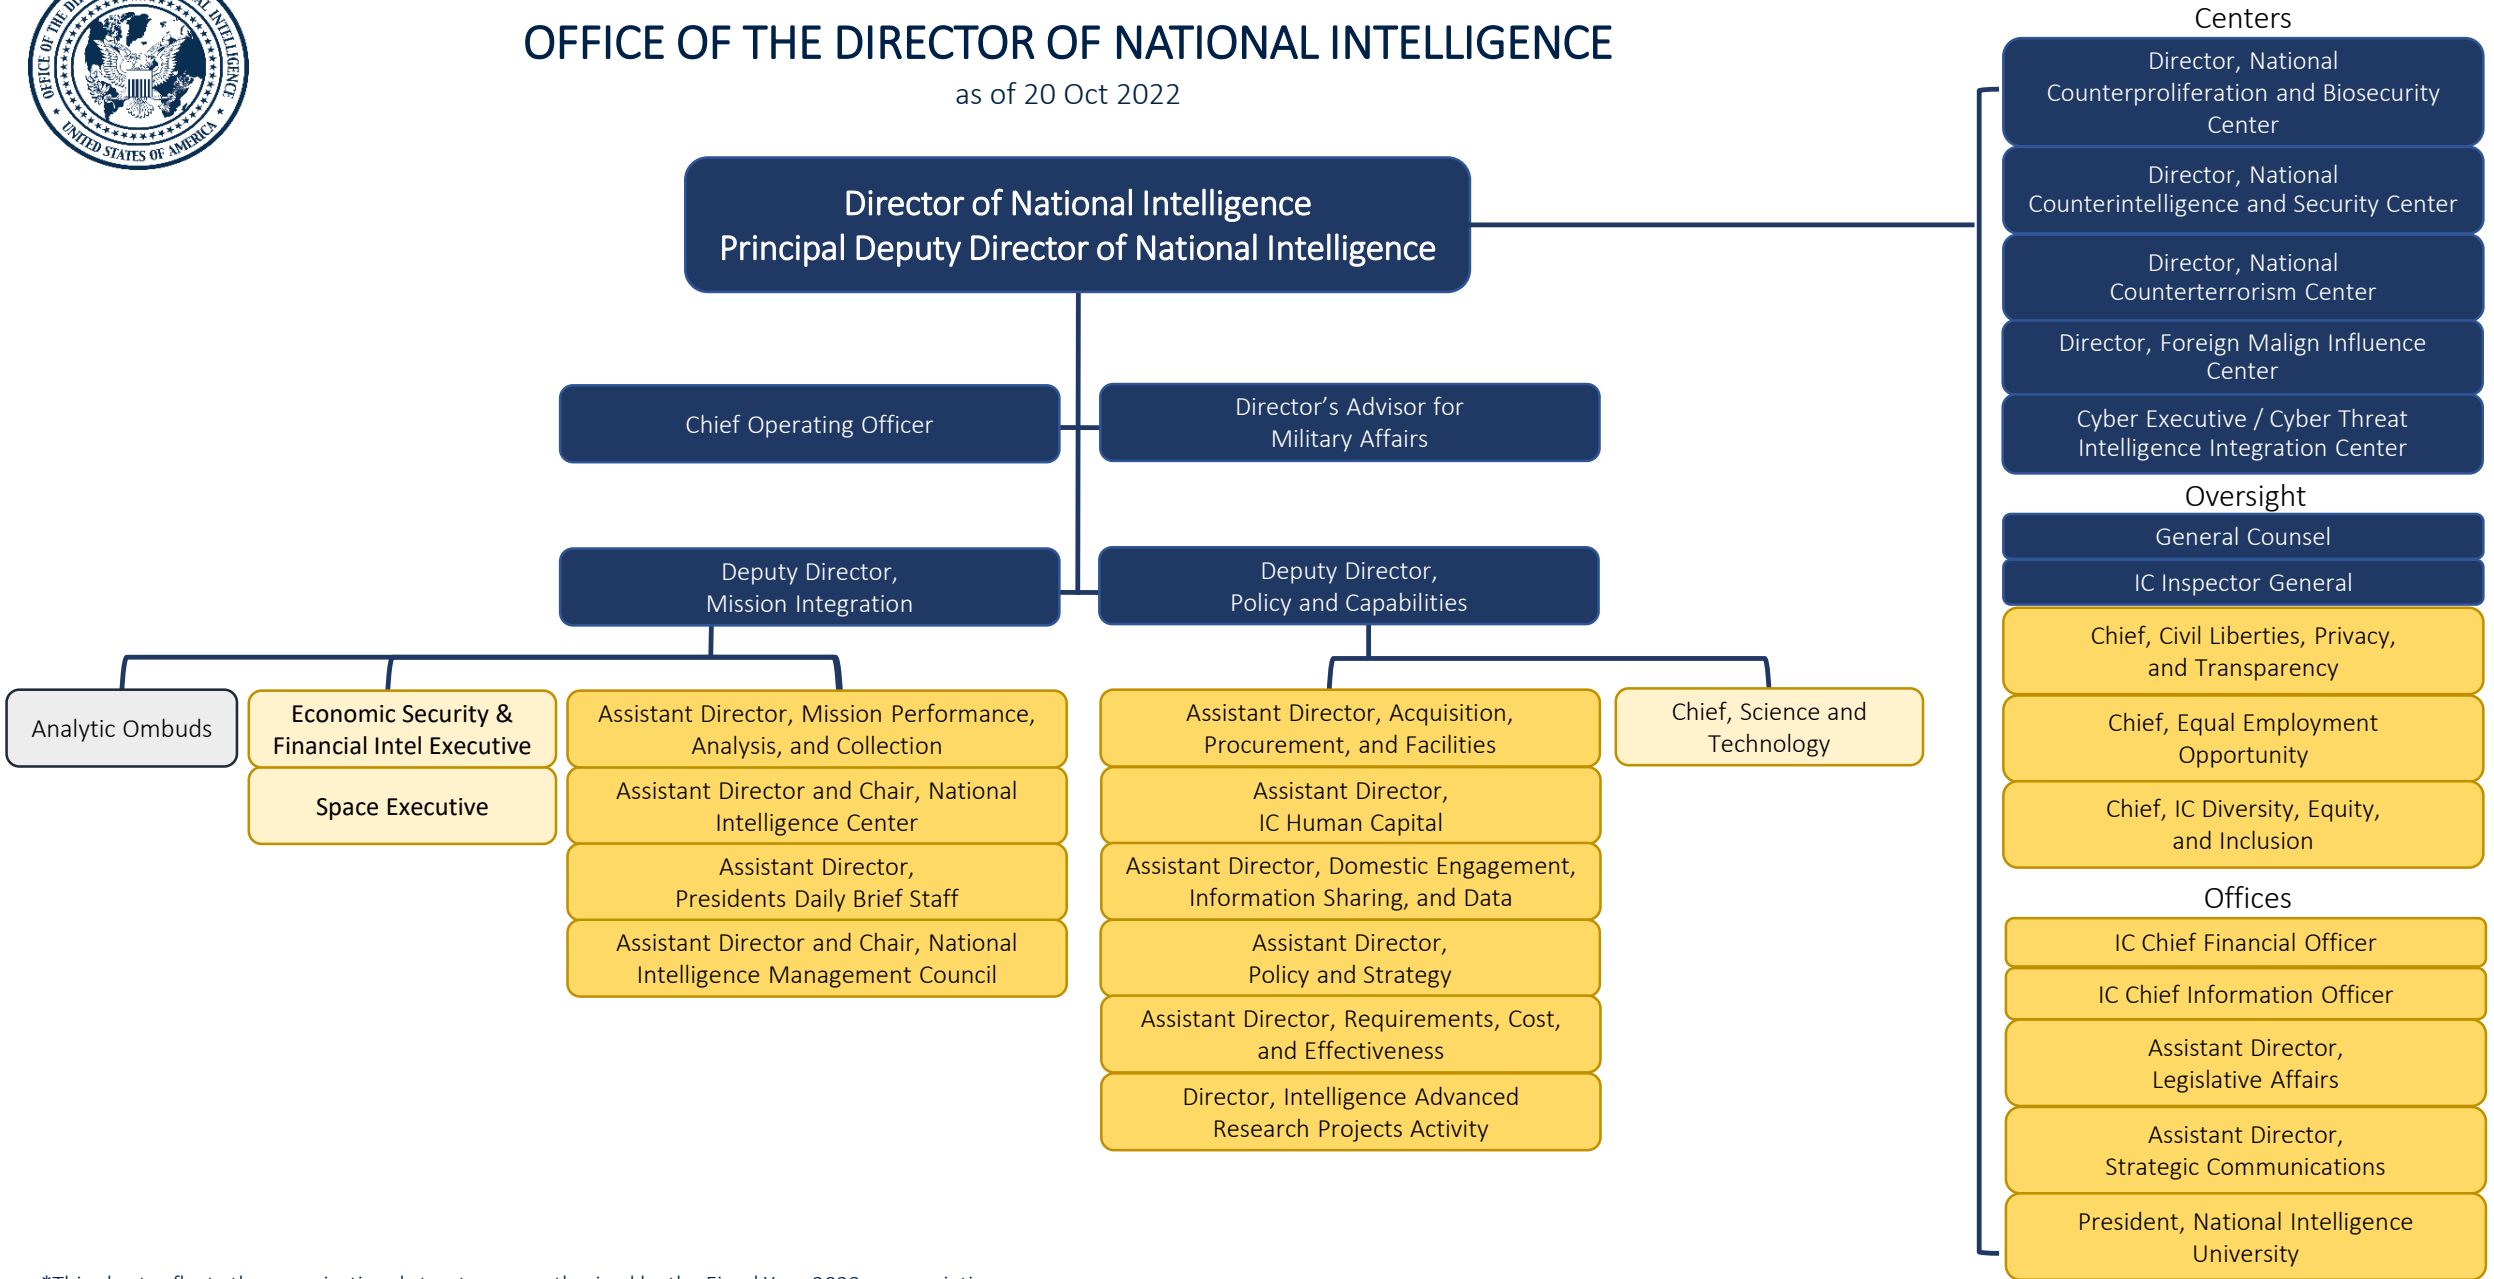 OFFICE OF THE DIRECTOR OF NATIONAL INTELLIGENCE
as of 20 Oct 2022
UNITED STATES OF AMERICA
Director of National Intelligence
Principal Deputy Director of National Intelligence
Chief Operating Officer
Director’s Advisor for
Military Affairs
Deputy Director,
Mission Integration
Deputy Director,
Policy and Capabilities
Analytic Ombuds
Economic Security &
Financial Intel Executive
Space Executive
Assistant Director, Mission Performance,
Analysis, and Collection
Assistant Director and Chair, National
Intelligence Center
Assistant Director,
Presidents Daily Brief Staff
Assistant Director and Chair, National
Intelligence Management Council
Assistant Director, Acquisition,
Procurement, and Facilities
Assistant Director,
IC Human Capital
Assistant Director, Domestic Engagement,
Information Sharing, and Data
Assistant Director,
Policy and Strategy
Assistant Director, Requirements, Cost,
and Effectiveness
Director, Intelligence Advanced
Research Projects Activity
Chief, Science and
Technology
Centers
Director, National
Counterproliferation and Biosecurity
Center
Director, National
Counterintelligence and Security Center
Director, National
Counterterrorism Center
Director, Foreign Malign Influence
Center
Cyber Executive / Cyber Threat
Intelligence Integration Center
Oversight
General Counsel
IC Inspector General
Chief, Civil Liberties, Privacy,
and Transparency
Chief, Equal Employment
Opportunity
Chief, IC Diversity, Equity,
and Inclusion
Offices
IC Chief Financial Officer
IC Chief Information Officer
Assistant Director,
Legislative Affairs
Assistant Director,
Strategic Communications
President, National Intelligence
University